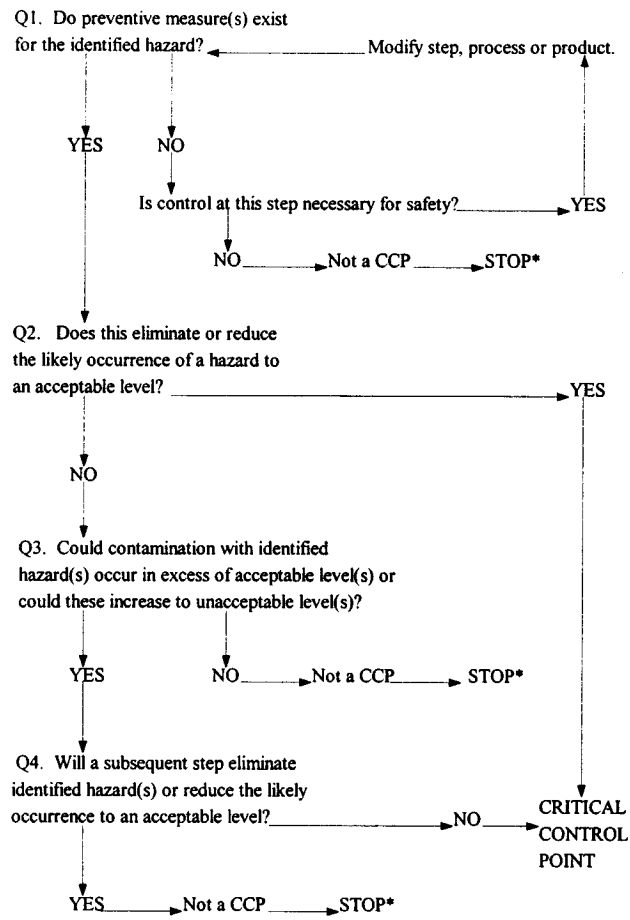 Q1. Do preventive measure(s) exist
for the identified hazard?
Modify step, process or product.
YES
NO
Is control at this step necessary for safety?
YES
NO
Not a CCP
STOP*
Q2. Does this eliminate or reduce
the likely occurrence of a hazard to
an acceptable level?
YES
NO
Q3. Could contamination with identified
hazard(s) occur in excess of acceptable level(s) or
could these increase to unacceptable level(s)?
YES
NO
Not a CCP
STOP*
Q4. Will a subsequent step eliminate
identified hazard(s) or reduce the likely
occurrence to an acceptable level?
NO
CRITICAL
CONTROL
POINT
YES
Not a CCP
STOP*